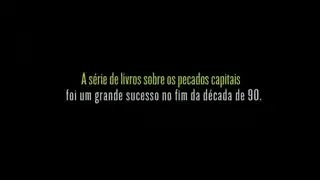 A série de livros sobre os pecados capitais
foi um grande sucesso no fim da década de 90.